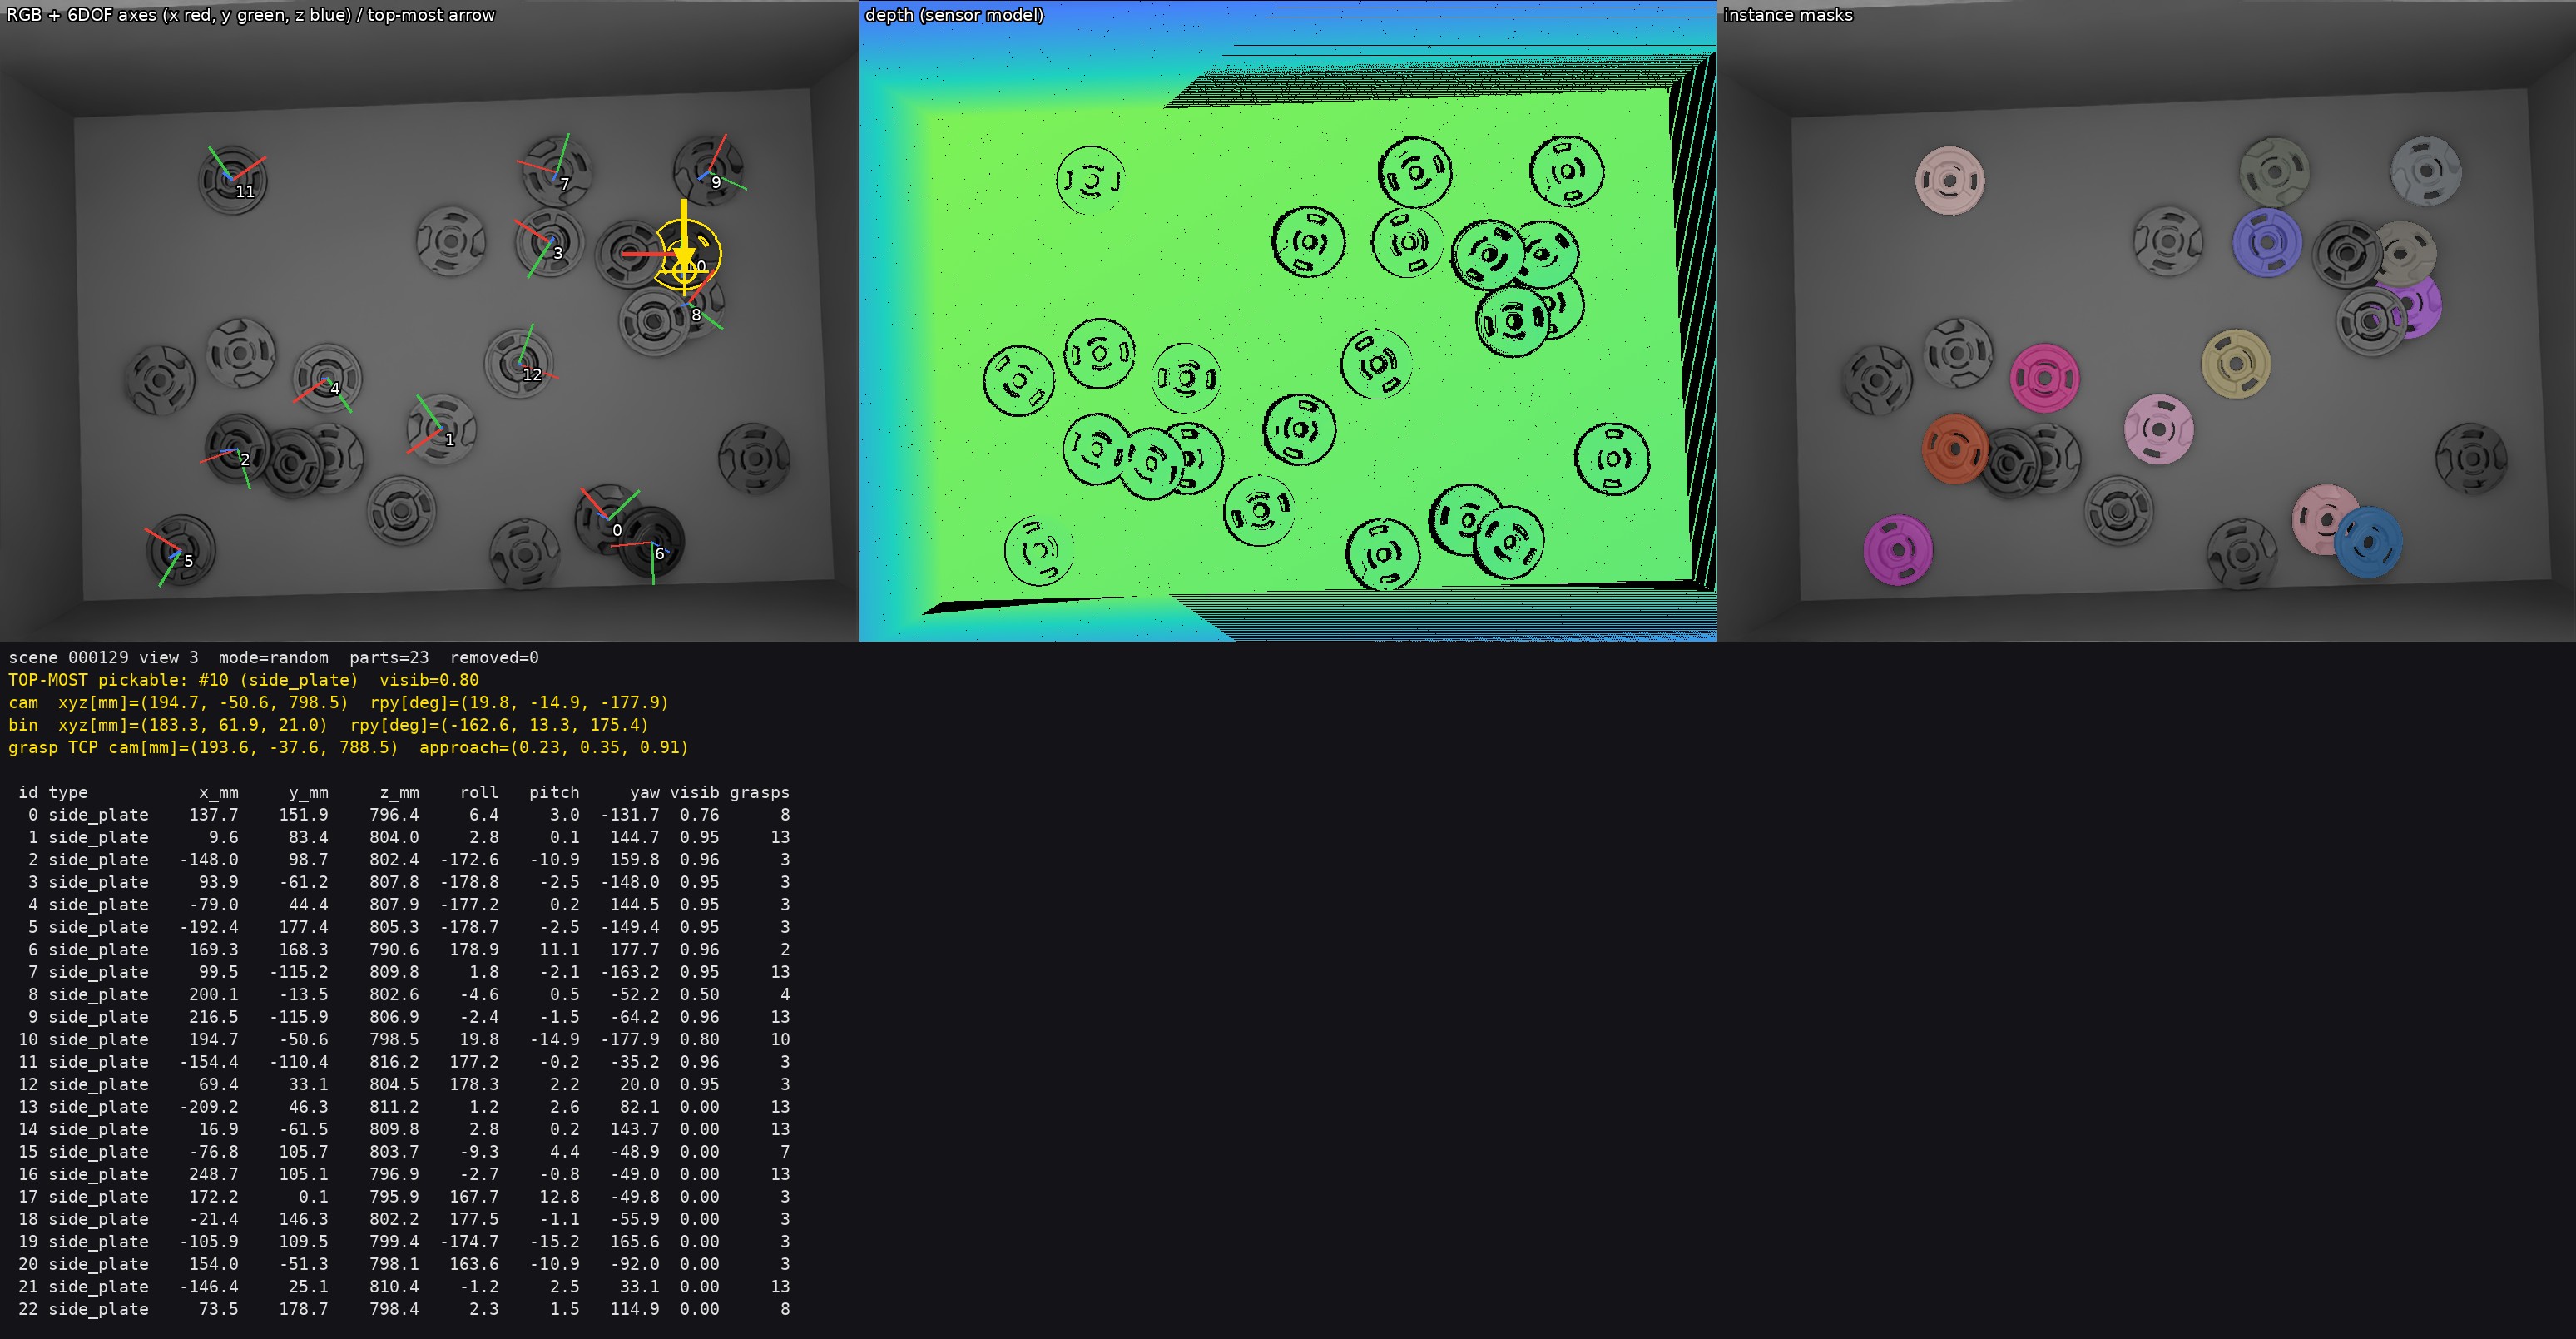 RGB + 6DOF axes (x red, y green, z blue) / top-most arrow
depth (sensor model)
instance masks
11
7
9
3
10
8
4
12
1
2
0
6
5
scene 000129 view 3  mode=random  parts=23  removed=0
TOP-MOST pickable: #10 (side_plate)  visib=0.80
cam  xyz[mm]=(194.7, -50.6, 798.5)  rpy[deg]=(19.8, -14.9, -177.9)
bin  xyz[mm]=(183.3, 61.9, 21.0)  rpy[deg]=(-162.6, 13.3, 175.4)
grasp TCP cam[mm]=(193.6, -37.6, 788.5)  approach=(0.23, 0.35, 0.91)
id type x_mm y_mm z_mm roll pitch yaw visib grasps
0 side_plate 137.7 151.9 796.4 6.4 3.0 -131.7 0.76 8
1 side_plate 9.6 83.4 804.0 2.8 0.1 144.7 0.95 13
2 side_plate -148.0 98.7 802.4 -172.6 -10.9 159.8 0.96 3
3 side_plate 93.9 -61.2 807.8 -178.8 -2.5 -148.0 0.95 3
4 side_plate -79.0 44.4 807.9 -177.2 0.2 144.5 0.95 3
5 side_plate -192.4 177.4 805.3 -178.7 -2.5 -149.4 0.95 3
6 side_plate 169.3 168.3 790.6 178.9 11.1 177.7 0.96 2
7 side_plate 99.5 -115.2 809.8 1.8 -2.1 -163.2 0.95 13
8 side_plate 200.1 -13.5 802.6 -4.6 0.5 -52.2 0.50 4
9 side_plate 216.5 -115.9 806.9 -2.4 -1.5 -64.2 0.96 13
10 side_plate 194.7 -50.6 798.5 19.8 -14.9 -177.9 0.80 10
11 side_plate -154.4 -110.4 816.2 177.2 -0.2 -35.2 0.96 3
12 side_plate 69.4 33.1 804.5 178.3 2.2 20.0 0.95 3
13 side_plate -209.2 46.3 811.2 1.2 2.6 82.1 0.00 13
14 side_plate 16.9 -61.5 809.8 2.8 0.2 143.7 0.00 13
15 side_plate -76.8 105.7 803.7 -9.3 4.4 -48.9 0.00 7
16 side_plate 248.7 105.1 796.9 -2.7 -0.8 -49.0 0.00 13
17 side_plate 172.2 0.1 795.9 167.7 12.8 -49.8 0.00 3
18 side_plate -21.4 146.3 802.2 177.5 -1.1 -55.9 0.00 3
19 side_plate -105.9 109.5 799.4 -174.7 -15.2 165.6 0.00 3
20 side_plate 154.0 -51.3 798.1 163.6 -10.9 -92.0 0.00 3
21 side_plate -146.4 25.1 810.4 -1.2 2.5 33.1 0.00 13
22 side_plate 73.5 178.7 798.4 2.3 1.5 114.9 0.00 8